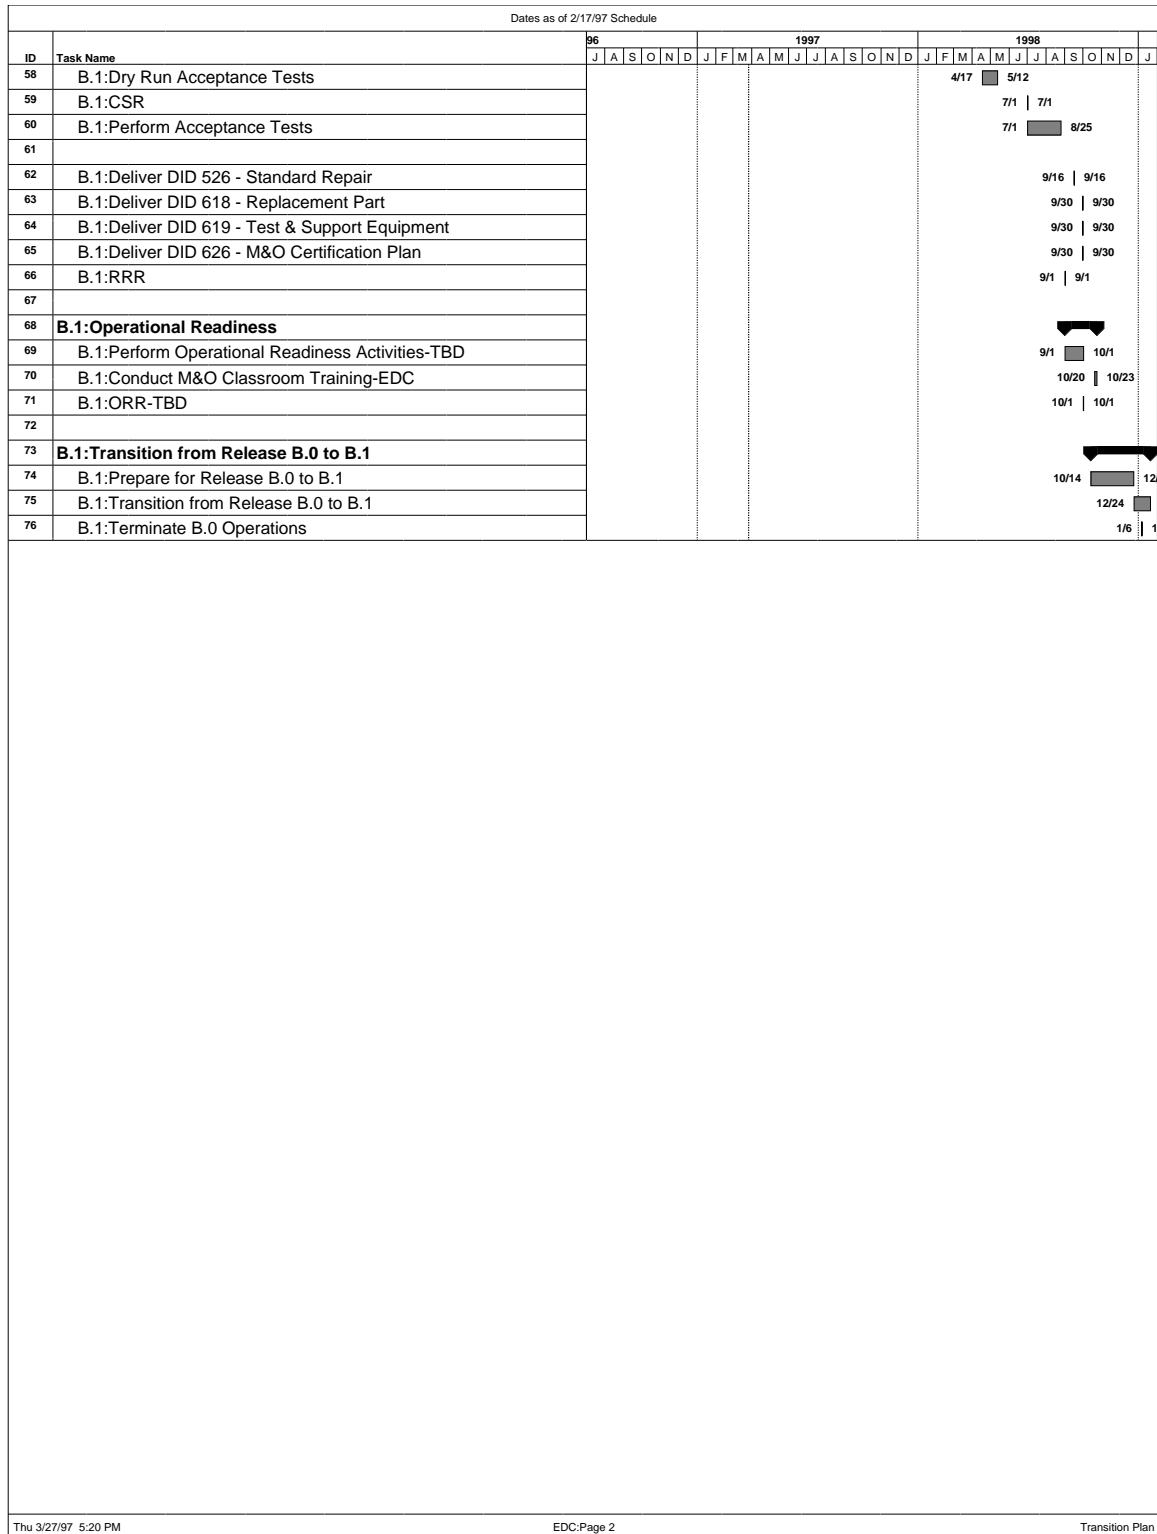 Dates as of 2/17/97 Schedule
96 1997 1998
ID Task Name J A S O N D J F M A M J J A S O N D J F M A M J J A S O N D J
58 B.1:Dry Run Acceptance Tests 4/17 5/12
59 B.1:CSR 7/1 7/1
60 B.1:Perform Acceptance Tests 7/1 8/25
61
62 B.1:Deliver DID 526 - Standard Repair 9/16 9/16
63 B.1:Deliver DID 618 - Replacement Part 9/30 9/30
64 B.1:Deliver DID 619 - Test & Support Equipment 9/30 9/30
65 B.1:Deliver DID 626 - M&O Certification Plan 9/30 9/30
66 B.1:RRR 9/1 9/1
67
68 B.1:Operational Readiness
69 B.1:Perform Operational Readiness Activities-TBD 9/1 10/1
70 B.1:Conduct M&O Classroom Training-EDC 10/20 10/23
71 B.1:ORR-TBD 10/1 10/1
72
73 B.1:Transition from Release B.0 to B.1
74 B.1:Prepare for Release B.0 to B.1 10/14 12/
75 B.1:Transition from Release B.0 to B.1 12/24
76 B.1:Terminate B.0 Operations 1/6 1
Thu 3/27/97 5:20 PM EDC:Page 2 Transition Plan